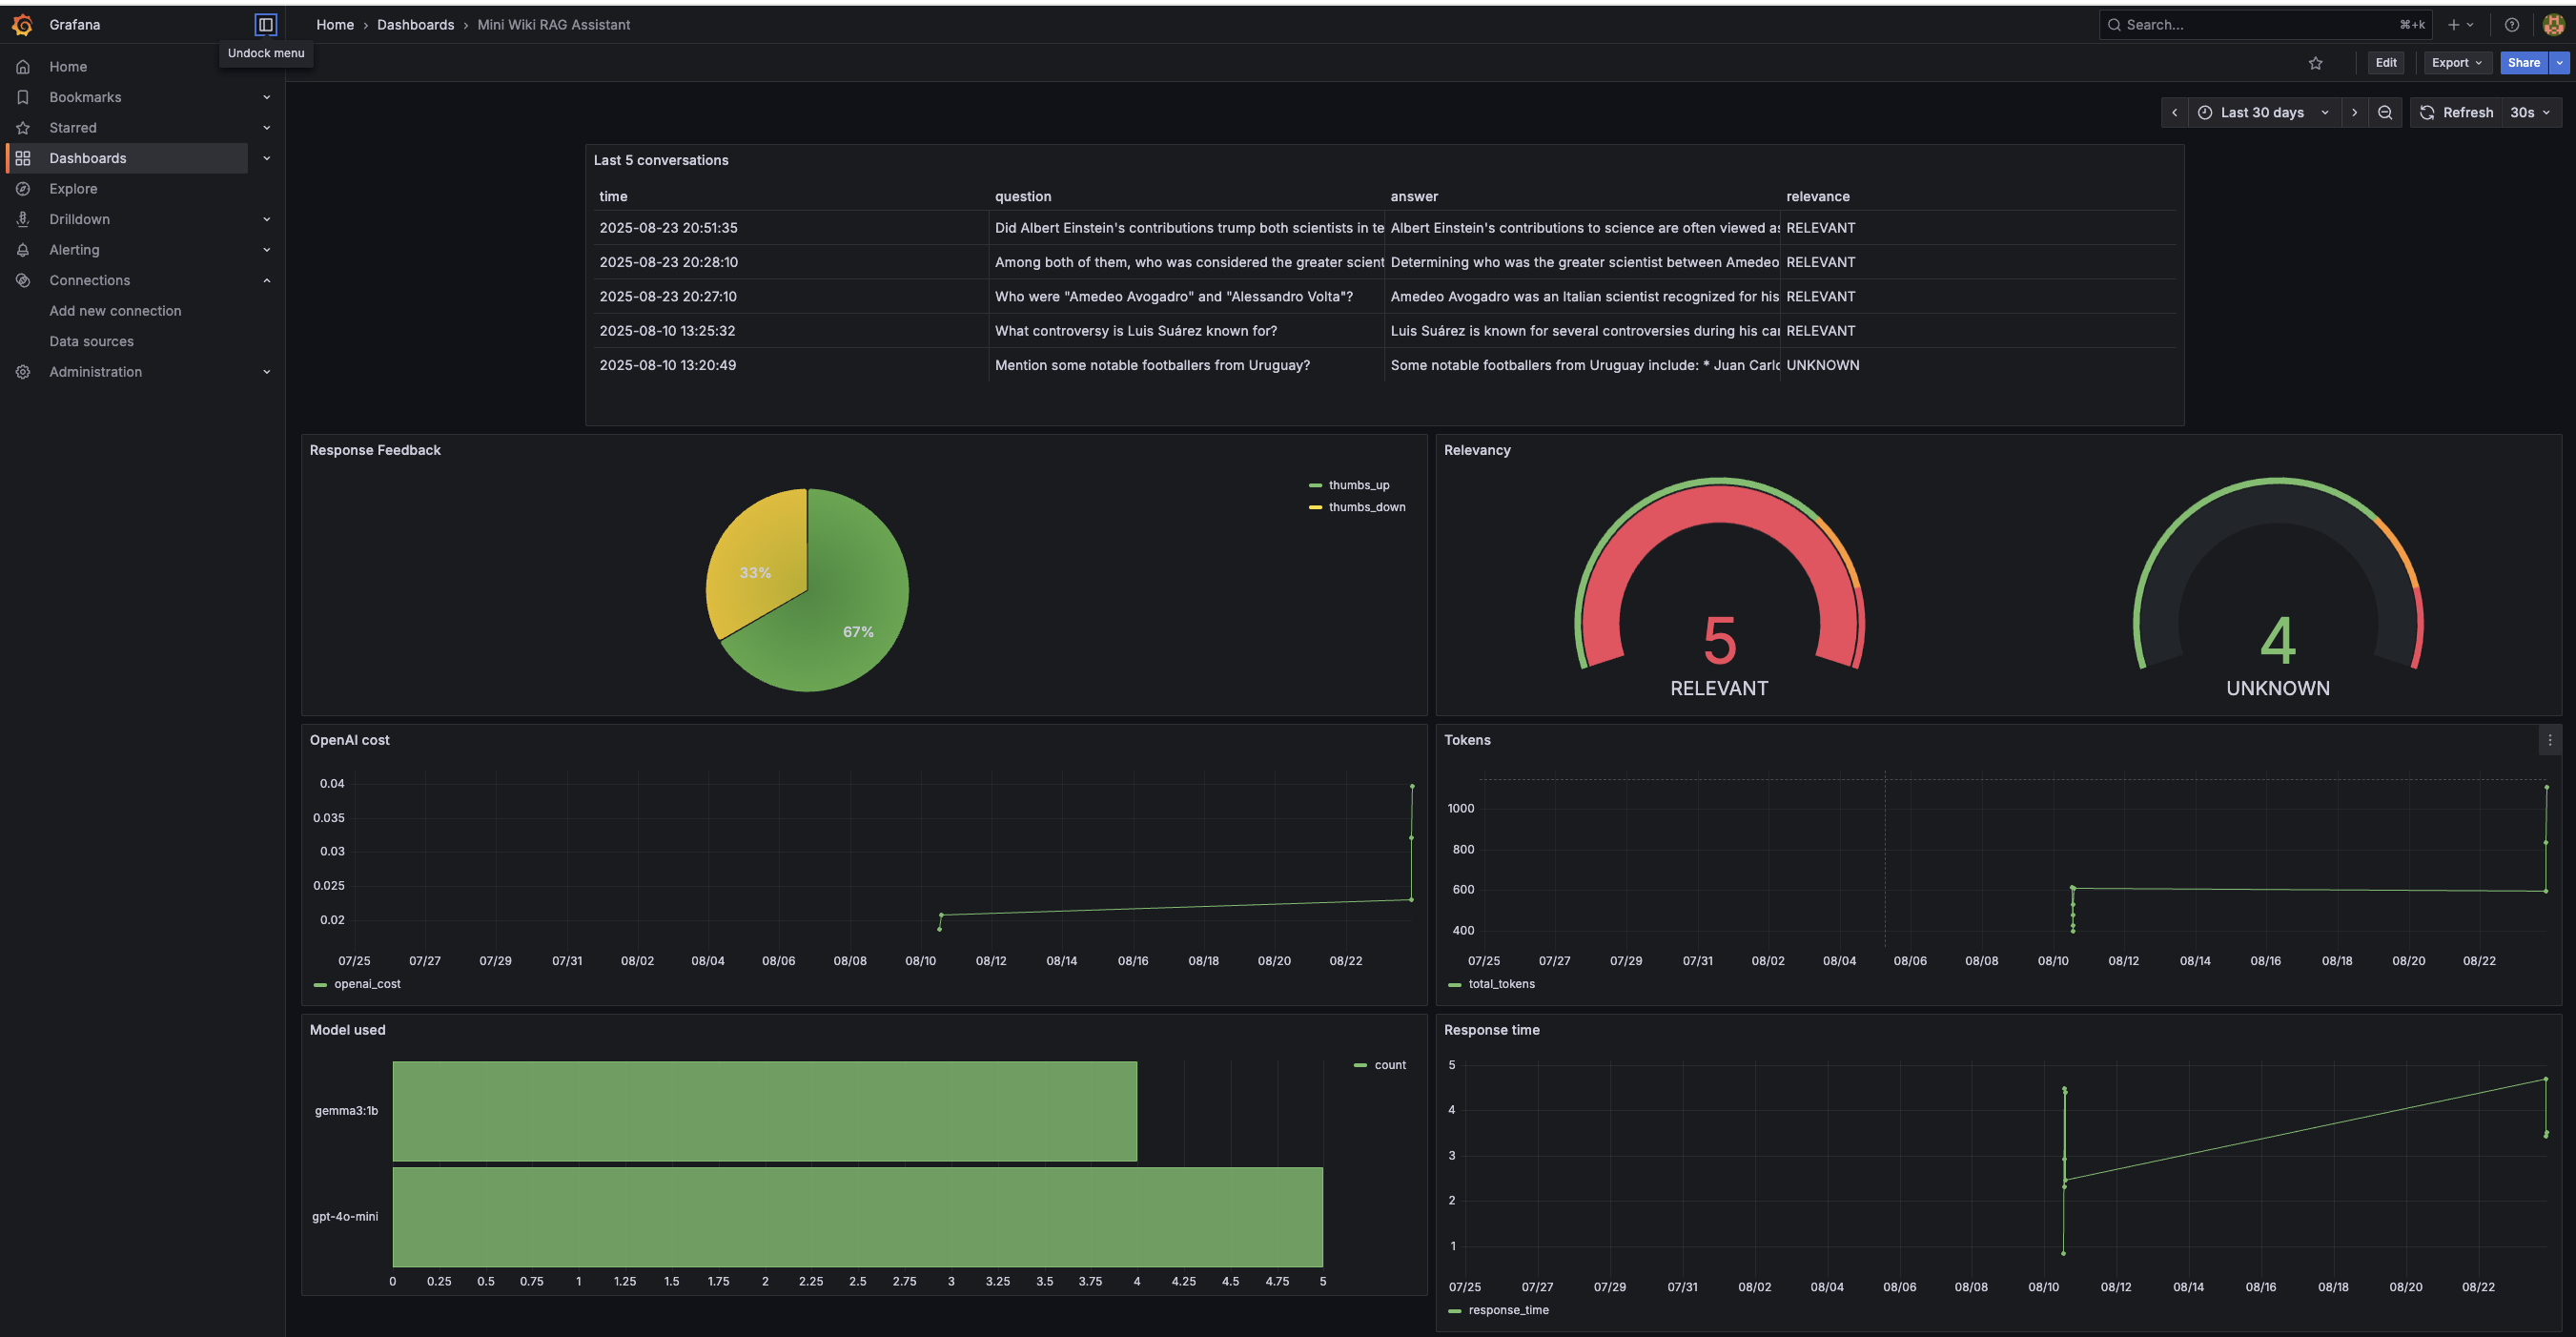 Grafana
Home › Dashboards › Mini Wiki RAG Assistant
Search...
⌘+k
Undock menu
Home
Bookmarks
Starred
Dashboards
Explore
Drilldown
Alerting
Connections
Add new connection
Data sources
Administration
Edit
Export
Share
Last 30 days
Refresh
30s
Last 5 conversations
time question answer relevance
2025-08-23 20:51:35 Did Albert Einstein's contributions trump both scientists in te Albert Einstein's contributions to science are often viewed as RELEVANT
2025-08-23 20:28:10 Among both of them, who was considered the greater scient Determining who was the greater scientist between Amedeo RELEVANT
2025-08-23 20:27:10 Who were "Amedeo Avogadro" and "Alessandro Volta"? Amedeo Avogadro was an Italian scientist recognized for his RELEVANT
2025-08-10 13:25:32 What controversy is Luis Suárez known for? Luis Suárez is known for several controversies during his car RELEVANT
2025-08-10 13:20:49 Mention some notable footballers from Uruguay? Some notable footballers from Uruguay include: * Juan Carlo UNKNOWN
Response Feedback
thumbs_up
thumbs_down
33%
67%
Relevancy
5
RELEVANT
4
UNKNOWN
OpenAI cost
0.04
0.035
0.03
0.025
0.02
07/25 07/27 07/29 07/31 08/02 08/04 08/06 08/08 08/10 08/12 08/14 08/16 08/18 08/20 08/22
openai_cost
Tokens
1000
800
600
400
07/25 07/27 07/29 07/31 08/02 08/04 08/06 08/08 08/10 08/12 08/14 08/16 08/18 08/20 08/22
total_tokens
Model used
count
gemma3:1b
gpt-4o-mini
0 0.25 0.5 0.75 1 1.25 1.5 1.75 2 2.25 2.5 2.75 3 3.25 3.5 3.75 4 4.25 4.5 4.75 5
Response time
5
4
3
2
1
07/25 07/27 07/29 07/31 08/02 08/04 08/06 08/08 08/10 08/12 08/14 08/16 08/18 08/20 08/22
response_time